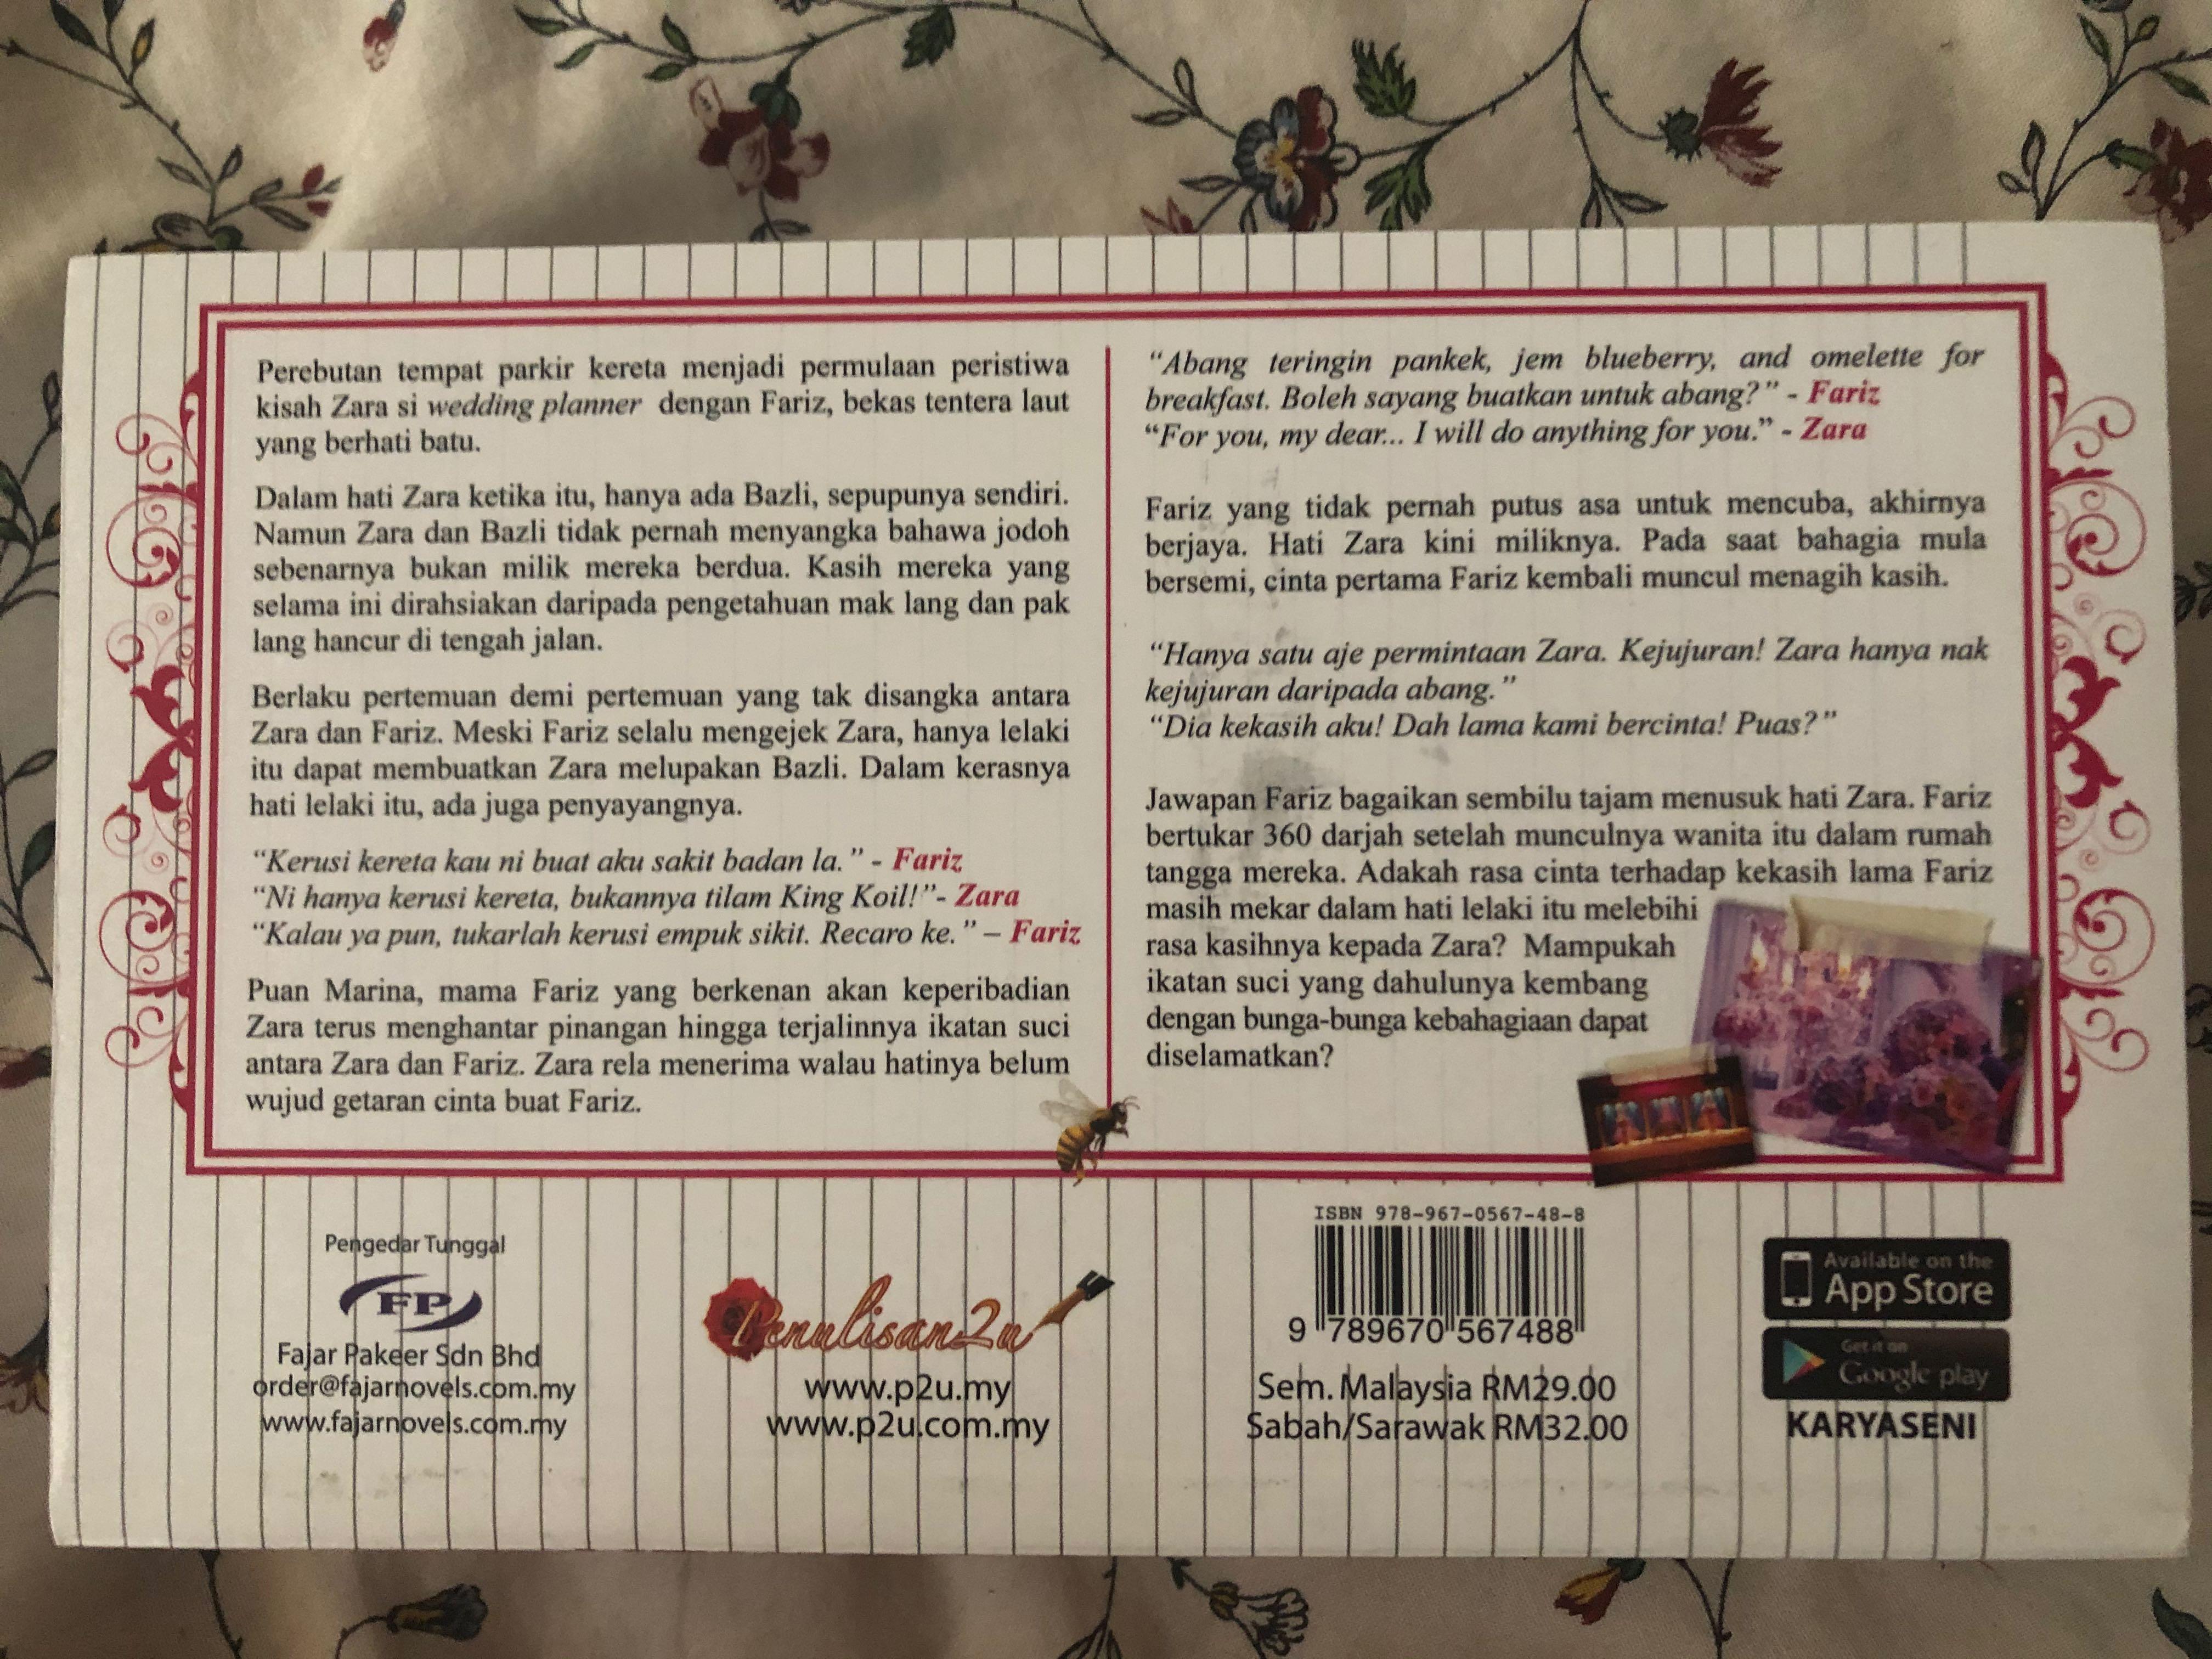 Perebutan tempat parkir kereta menjadi permulaan peristiwa
kisah Zara si wedding planner dengan Fariz, bekas tentera laut
yang berhati batu.
Dalam hati Zara ketika itu, hanya ada Bazli, sepupunya sendiri.
Namun Zara dan Bazli tidak pernah menyangka bahawa jodoh
sebenarnya bukan milik mereka berdua. Kasih mereka yang
selama ini dirahsiakan daripada pengetahuan mak lang dan pak
lang hancur di tengah jalan.
Berlaku pertemuan demi pertemuan yang tak disangka antara
Zara dan Fariz. Meski Fariz selalu mengejek Zara, hanya lelaki
itu dapat membuatkan Zara melupakan Bazli. Dalam kerasnya
hati lelaki itu, ada juga penyayangnya.
“Kerusi kereta kau ni buat aku sakit badan la.” - Fariz
“Ni hanya kerusi kereta, bukannya tilam King Koil!”- Zara
“Kalau ya pun, tukarlah kerusi empuk sikit. Recaro ke.” – Fariz
Puan Marina, mama Fariz yang berkenan akan keperibadian
Zara terus menghantar pinangan hingga terjalinnya ikatan suci
antara Zara dan Fariz. Zara rela menerima walau hatinya belum
wujud getaran cinta buat Fariz.
“Abang teringin pankek, jem blueberry, and omelette for
breakfast. Boleh sayang buatkan untuk abang?” - Fariz
“For you, my dear... I will do anything for you.” - Zara
Fariz yang tidak pernah putus asa untuk mencuba, akhirnya
berjaya. Hati Zara kini miliknya. Pada saat bahagia mula
bersemi, cinta pertama Fariz kembali muncul menagih kasih.
“Hanya satu aje permintaan Zara. Kejujuran! Zara hanya nak
kejujuran daripada abang.”
“Dia kekasih aku! Dah lama kami bercinta! Puas?”
Jawapan Fariz bagaikan sembilu tajam menusuk hati Zara. Fariz
bertukar 360 darjah setelah munculnya wanita itu dalam rumah
tangga mereka. Adakah rasa cinta terhadap kekasih lama Fariz
masih mekar dalam hati lelaki itu melebihi
rasa kasihnya kepada Zara? Mampukah
ikatan suci yang dahulunya kembang
dengan bunga-bunga kebahagiaan dapat
diselamatkan?
Pengedar Tunggal
FP
Fajar Pakeer Sdn Bhd
order@fajarnovels.com.my
www.fajarnovels.com.my
Penulisan2u
www.p2u.my
www.p2u.com.my
ISBN 978-967-0567-48-8
9 789670 567488
Sem. Malaysia RM29.00
Sabah/Sarawak RM32.00
Available on the
App Store
Get it on
Google play
KARYASENI